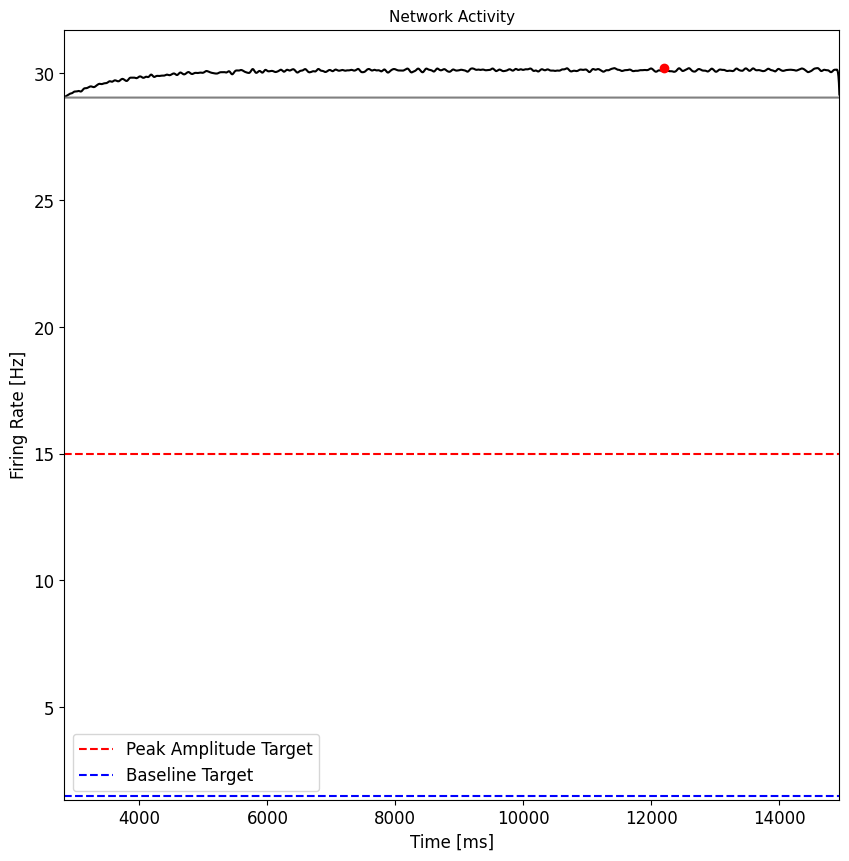 Network Activity
30
25
20
15
10
5
Firing Rate [Hz]
Peak Amplitude Target
Baseline Target
4000 6000 8000 10000 12000 14000
Time [ms]